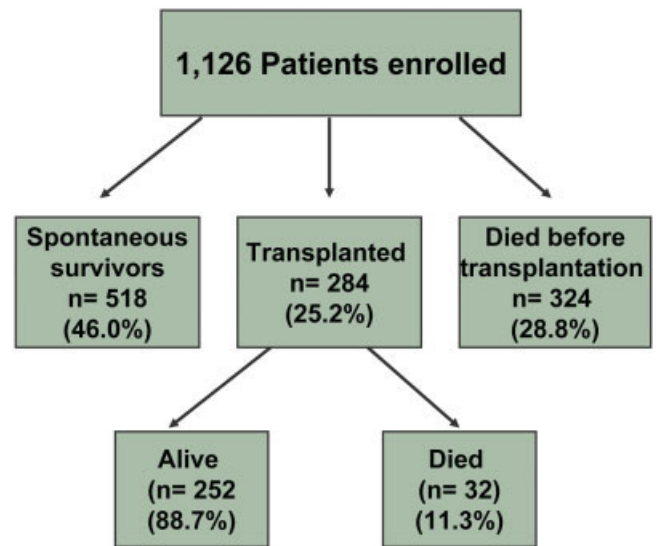 1,126 Patients enrolled
Spontaneous
survivors
n= 518
(46.0%)
Transplanted
n= 284
(25.2%)
Died before
transplantation
n= 324
(28.8%)
Alive
(n= 252
(88.7%)
Died
(n= 32)
(11.3%)